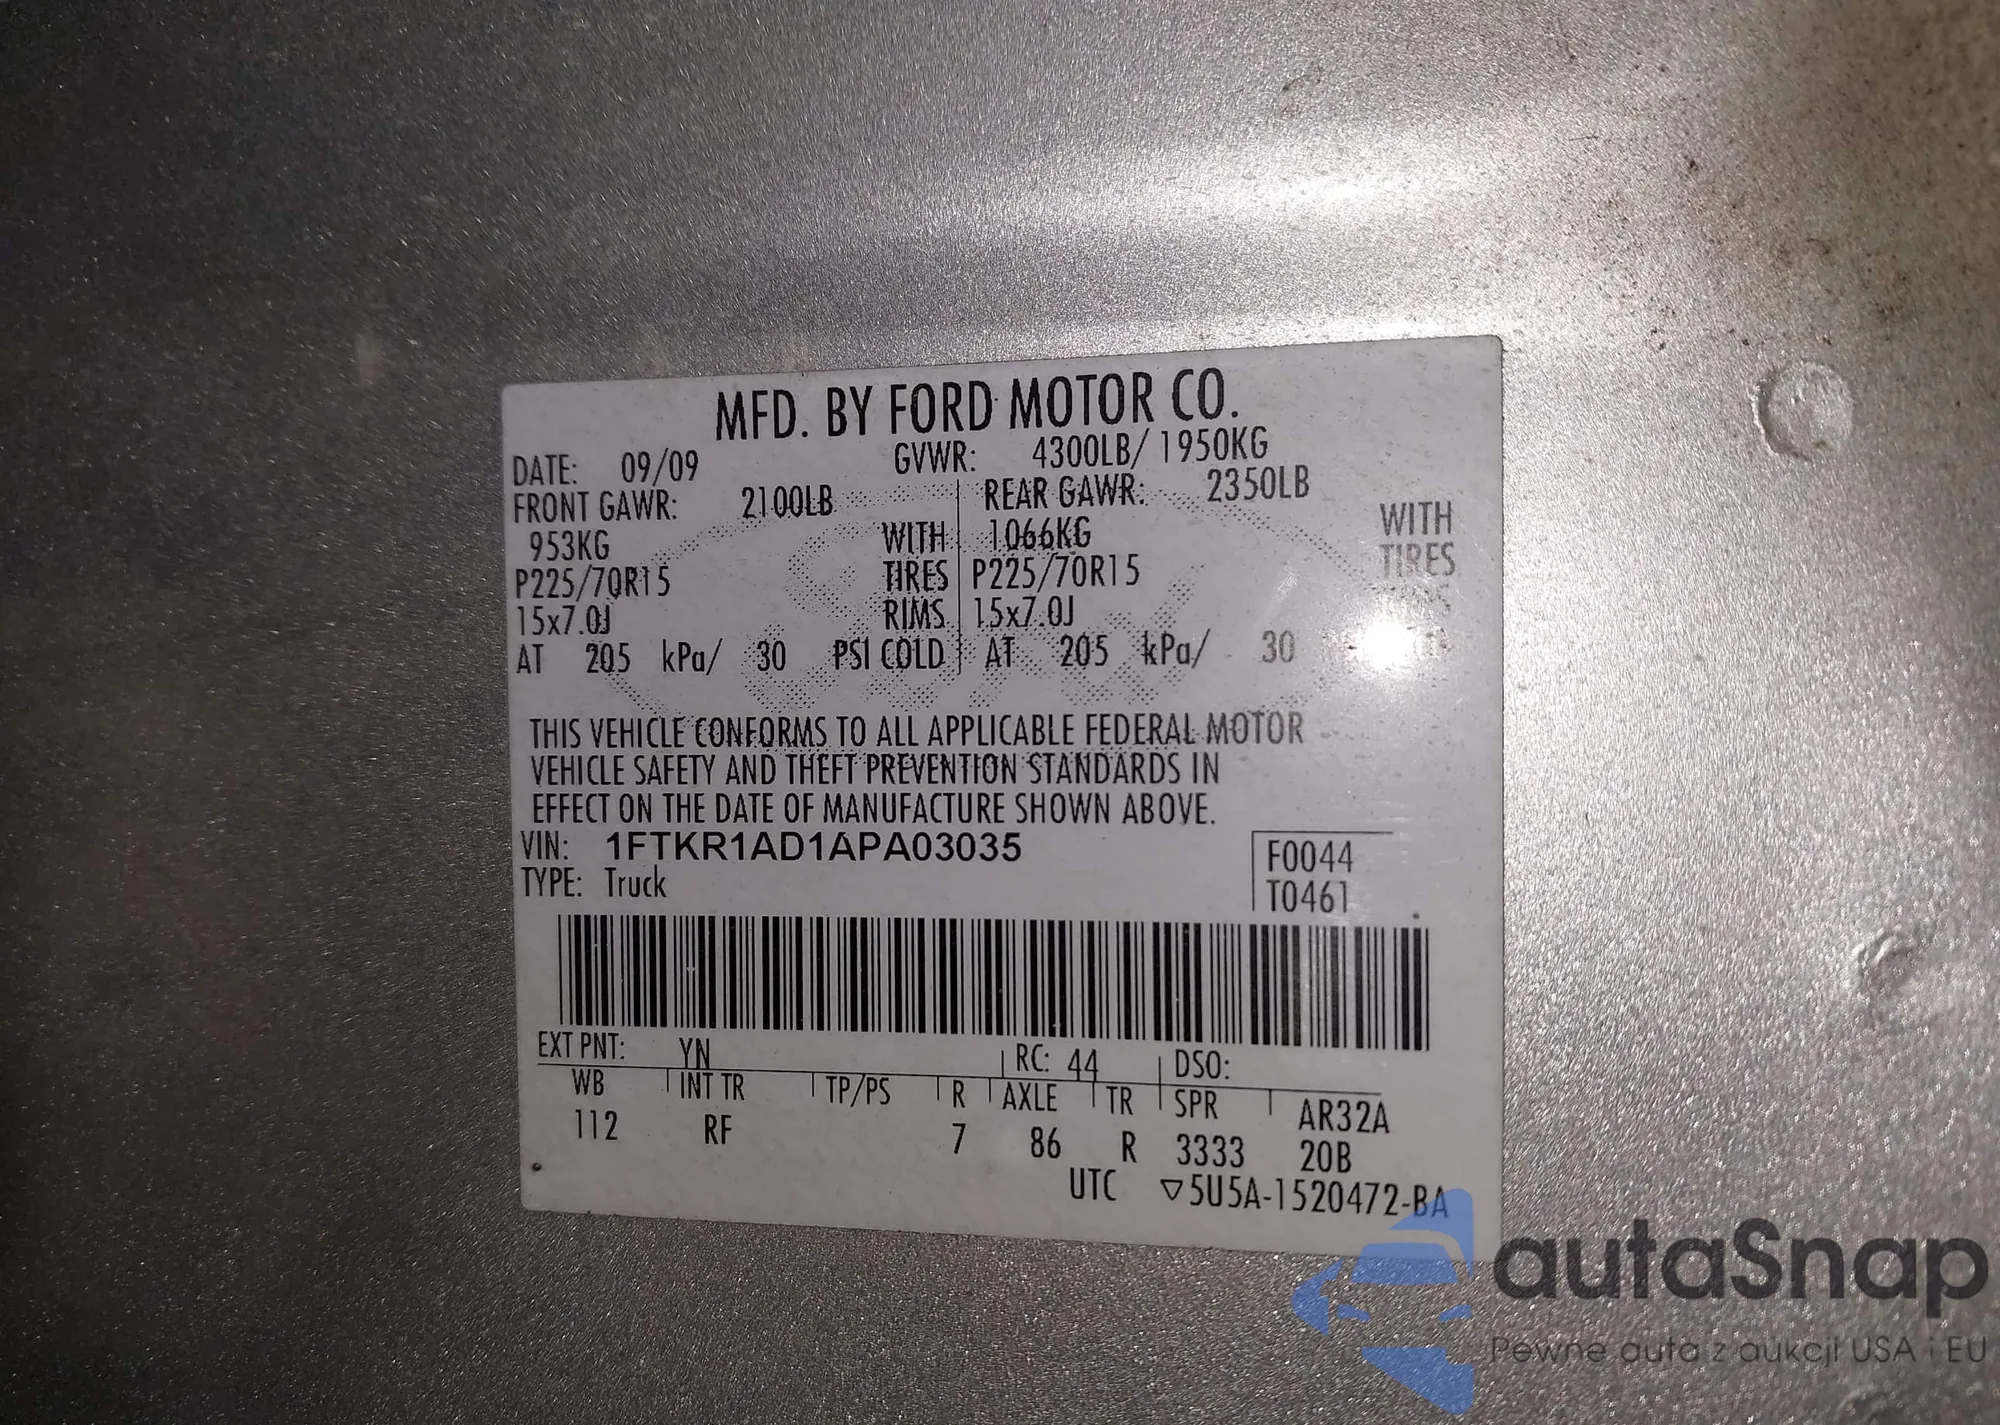 MFD. BY FORD MOTOR CO.
DATE: 09/09 GVWR: 4300LB/ 1950KG
FRONT GAWR: 2100LB REAR GAWR: 2350LB
953KG WITH 1066KG WITH
P225/70R15 TIRES P225/70R15 TIRES
15x7.0J RIMS 15x7.0J
AT 205 kPa/ 30 PSI COLD AT 205 kPa/ 30
THIS VEHICLE CONFORMS TO ALL APPLICABLE FEDERAL MOTOR
VEHICLE SAFETY AND THEFT PREVENTION STANDARDS IN
EFFECT ON THE DATE OF MANUFACTURE SHOWN ABOVE.
VIN: 1FTKR1AD1APA03035 F0044
TYPE: Truck T0461
EXT PNT: YN RC: 44 DSO:
WB INT TR TP/PS R AXLE TR SPR AR32A
112 RF 7 86 R 3333 20B
UTC ▽5U5A-1520472-BA
autaSnap
Pewne auta z aukcji USA i EU